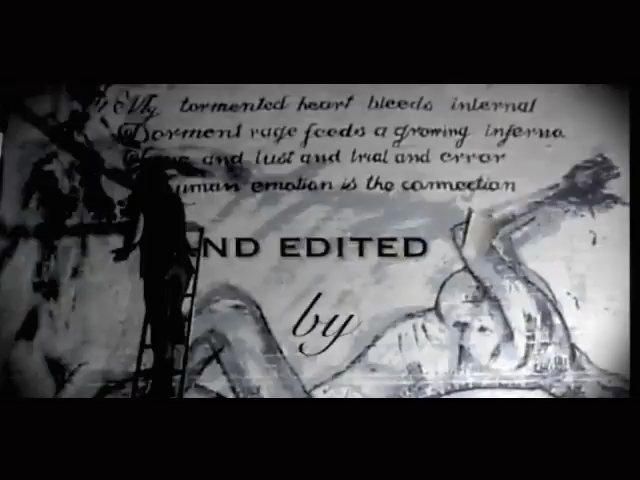 My tormented heart bleeds internal
Dorment rage feeds a growing inferno
and lust and trial and error
uman emotion is the connection
ND EDITED
by